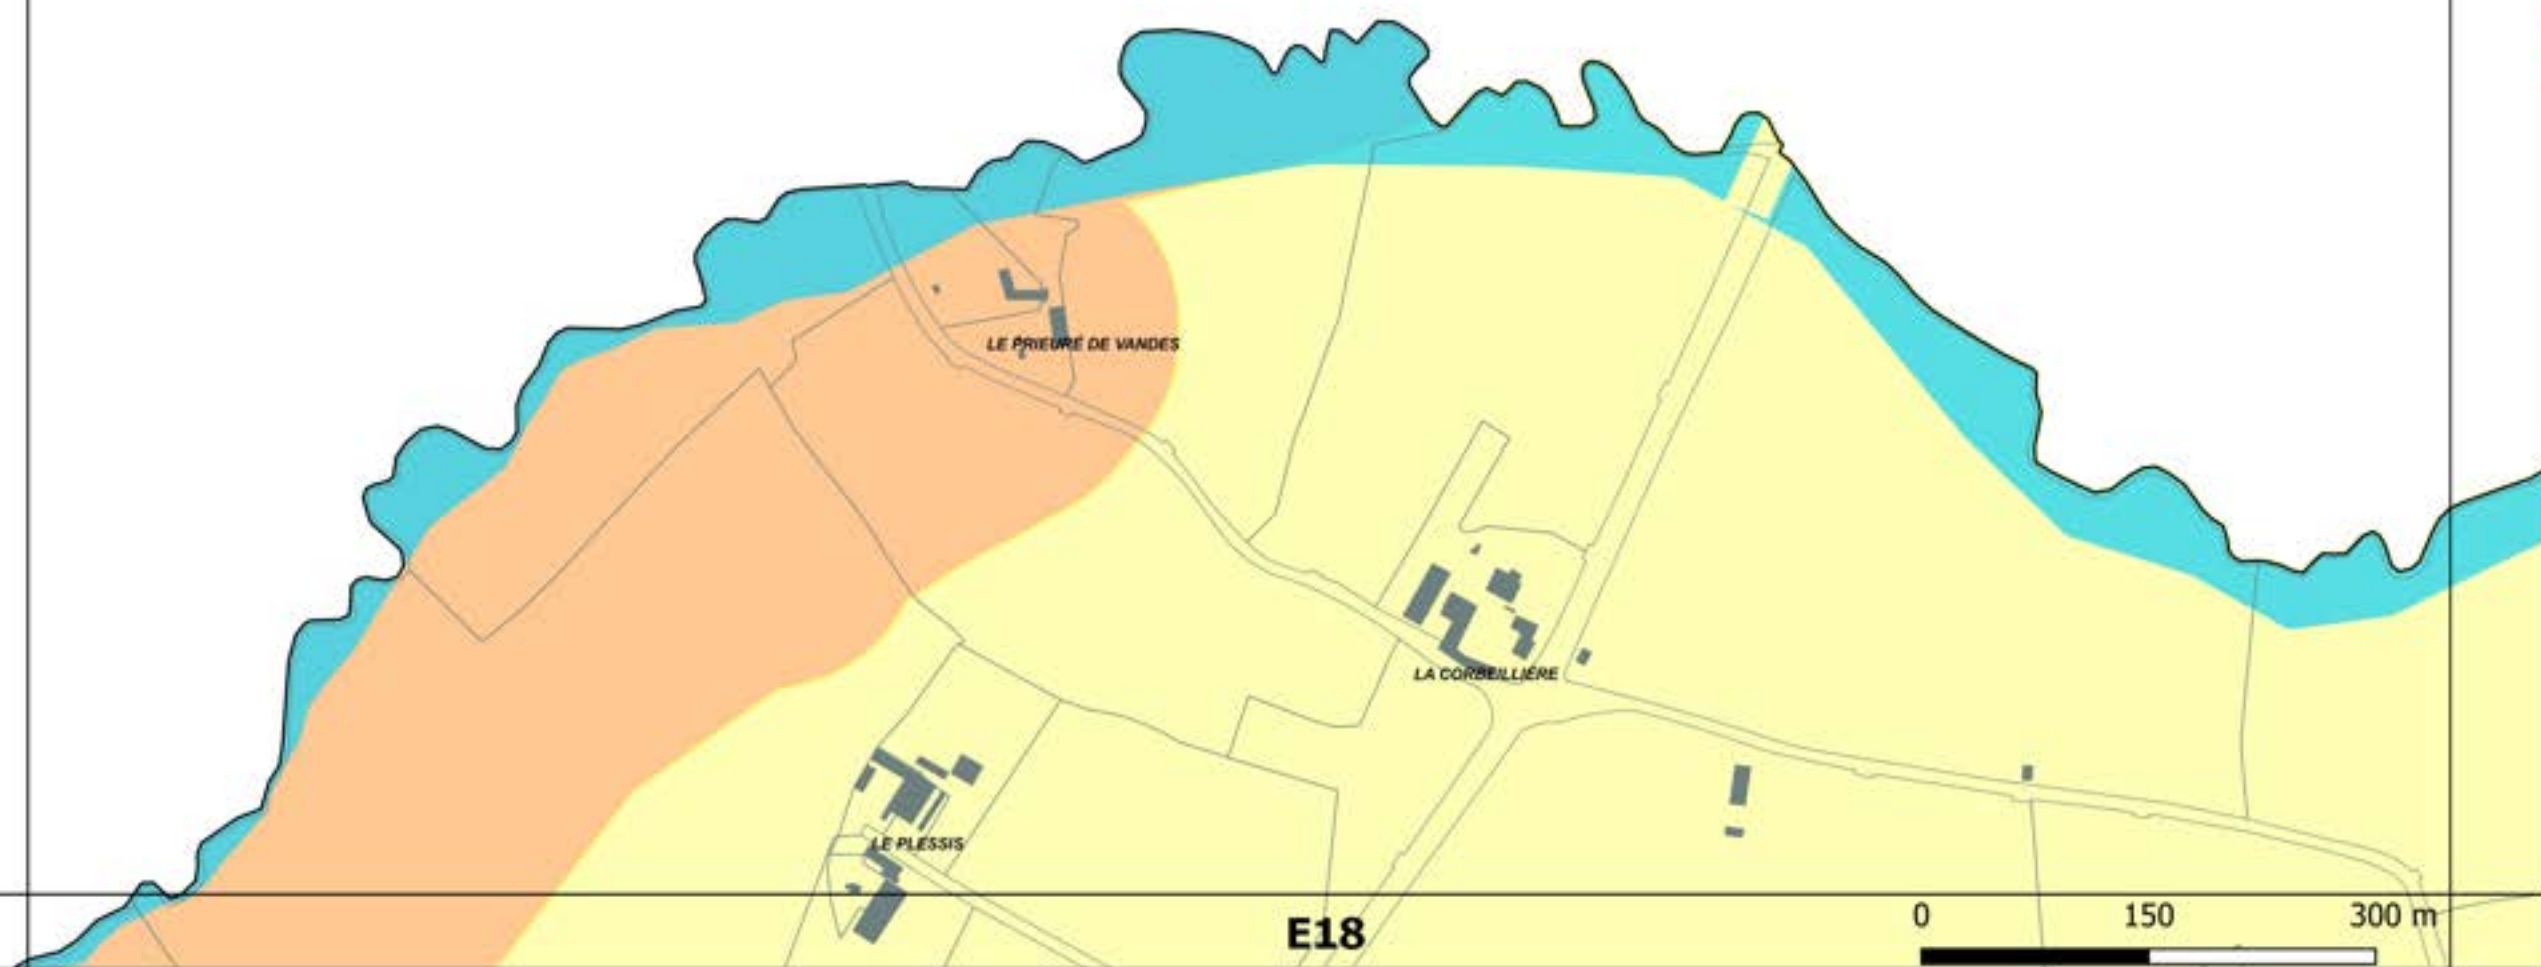 LE PRIEURÉ DE VANDES
LA CORBEILLIÈRE
LE PLESSIS
E18
0 150 300 m